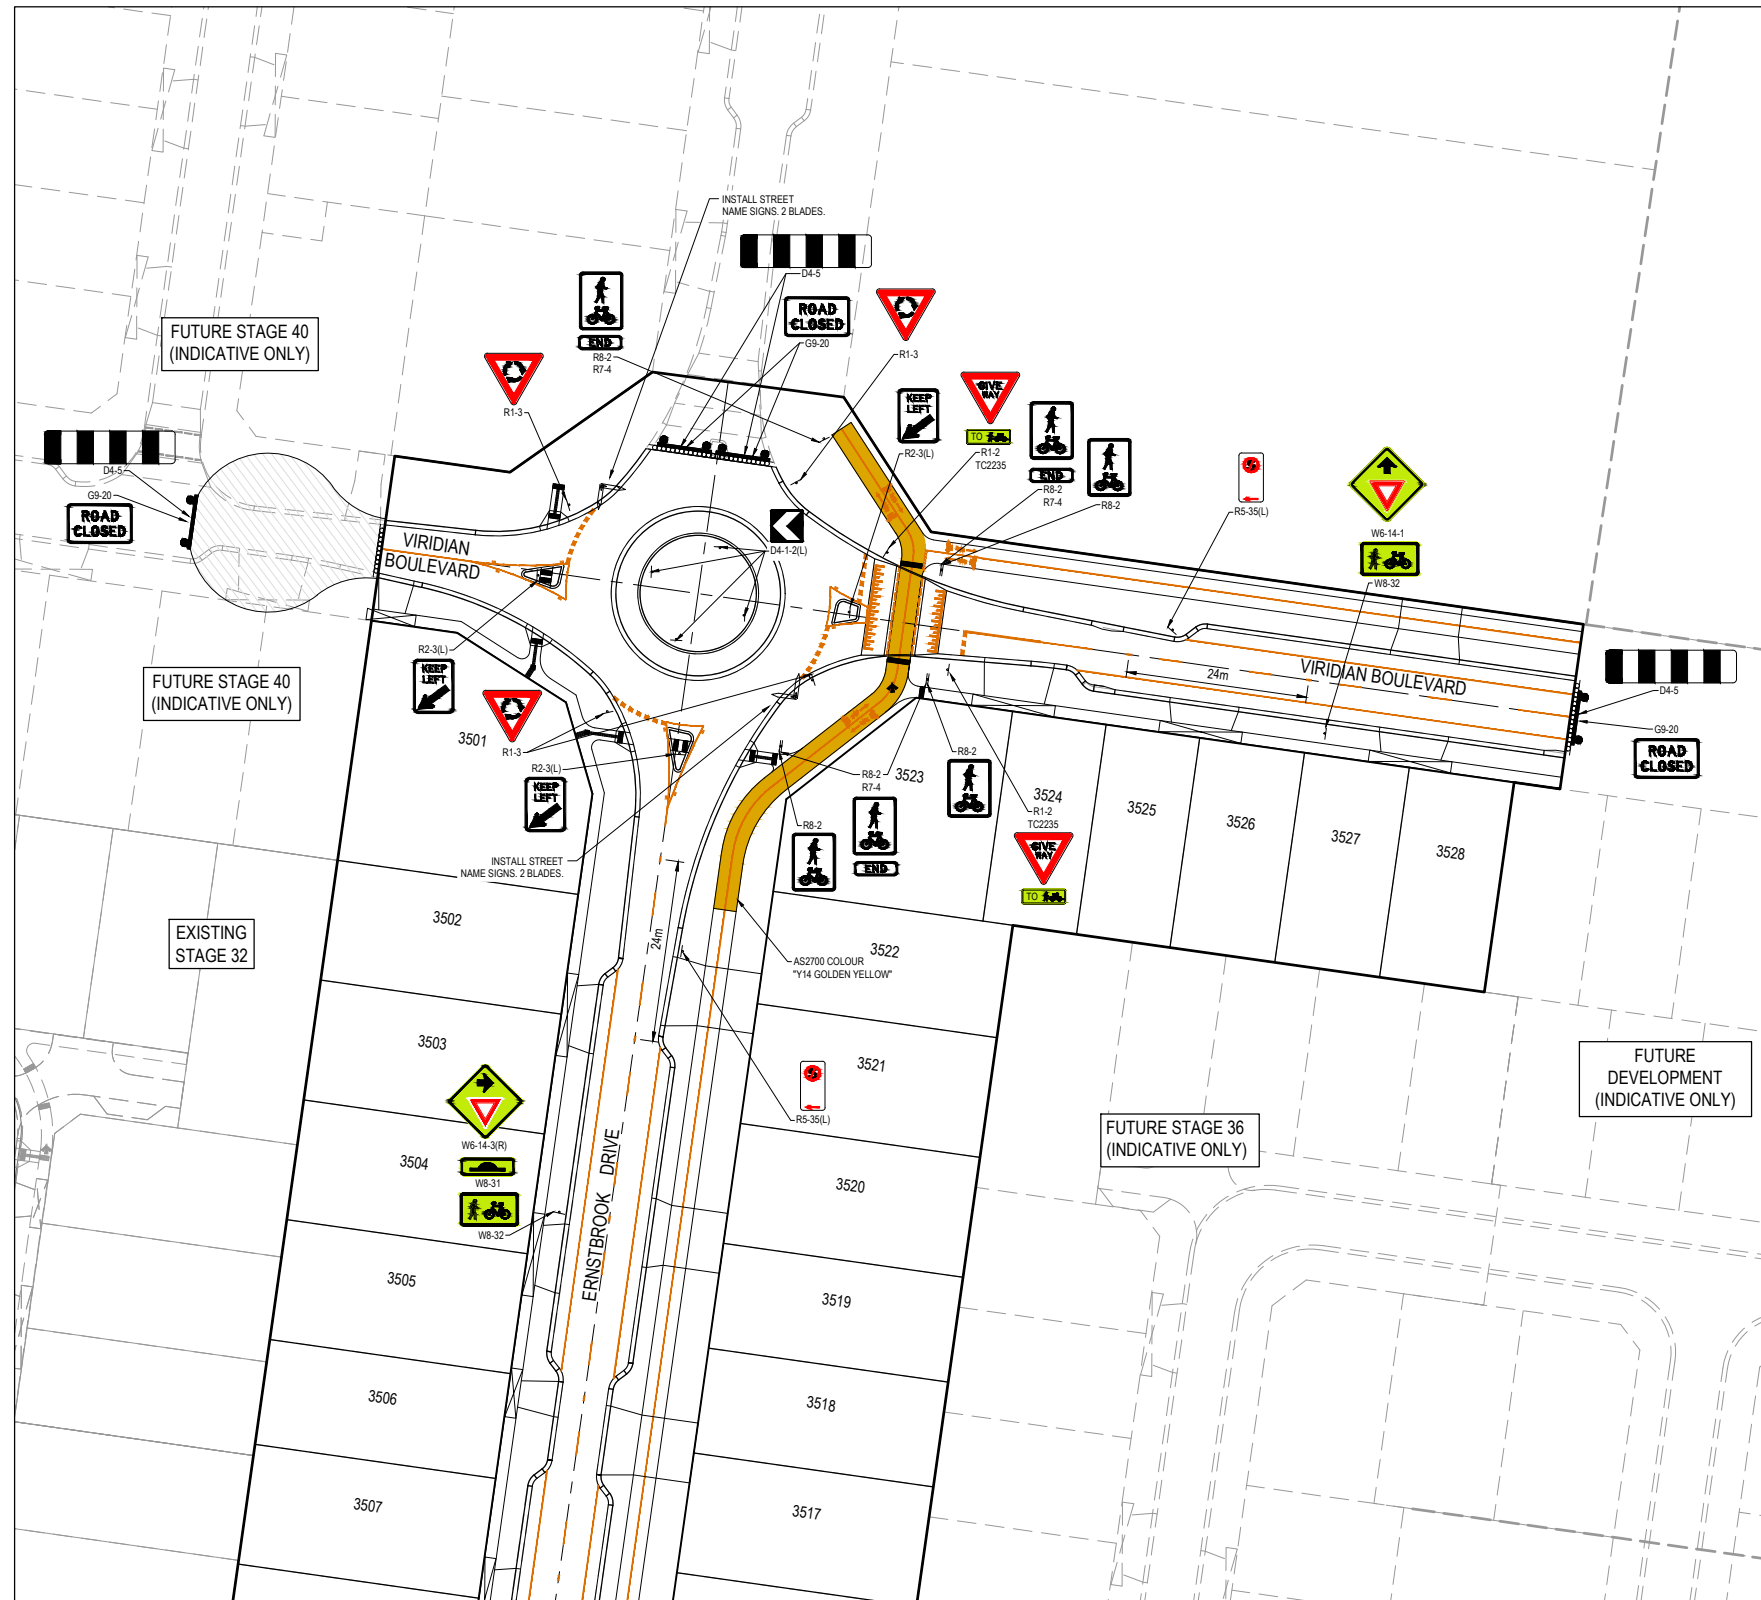 INSTALL STREET
NAME SIGNS. 2 BLADES.
D4-5
ROAD
CLOSED
G9-20
END
R8-2
R7-4
R1-3
FUTURE STAGE 40
(INDICATIVE ONLY)
R1-3
KEEP
LEFT
R2-3(L)
GIVE
WAY
TO
R1-2
TC2235
END
R8-2
R7-4
R8-2
R5-35(L)
W6-14-1
W8-32
D4-5
G9-20
ROAD
CLOSED
VIRIDIAN
BOULEVARD
D4-1-2(L)
R2-3(L)
KEEP
LEFT
FUTURE STAGE 40
(INDICATIVE ONLY)
3501
R1-3
R2-3(L)
KEEP
LEFT
VIRIDIAN BOULEVARD
24m
D4-5
G9-20
ROAD
CLOSED
R8-2
R8-2
R7-4
3523
END
R8-2
3524
R1-2
TC2235
GIVE
WAY
TO
3525
3526
3527
3528
INSTALL STREET
NAME SIGNS. 2 BLADES.
EXISTING
STAGE 32
3502
24m
3522
AS2700 COLOUR
"Y14 GOLDEN YELLOW"
3503
3521
R5-35(L)
W6-14-3(R)
W8-31
W8-32
3504
ERNSTBROOK DRIVE
3520
FUTURE STAGE 36
(INDICATIVE ONLY)
FUTURE
DEVELOPMENT
(INDICATIVE ONLY)
3505
3519
3506
3518
3507
3517